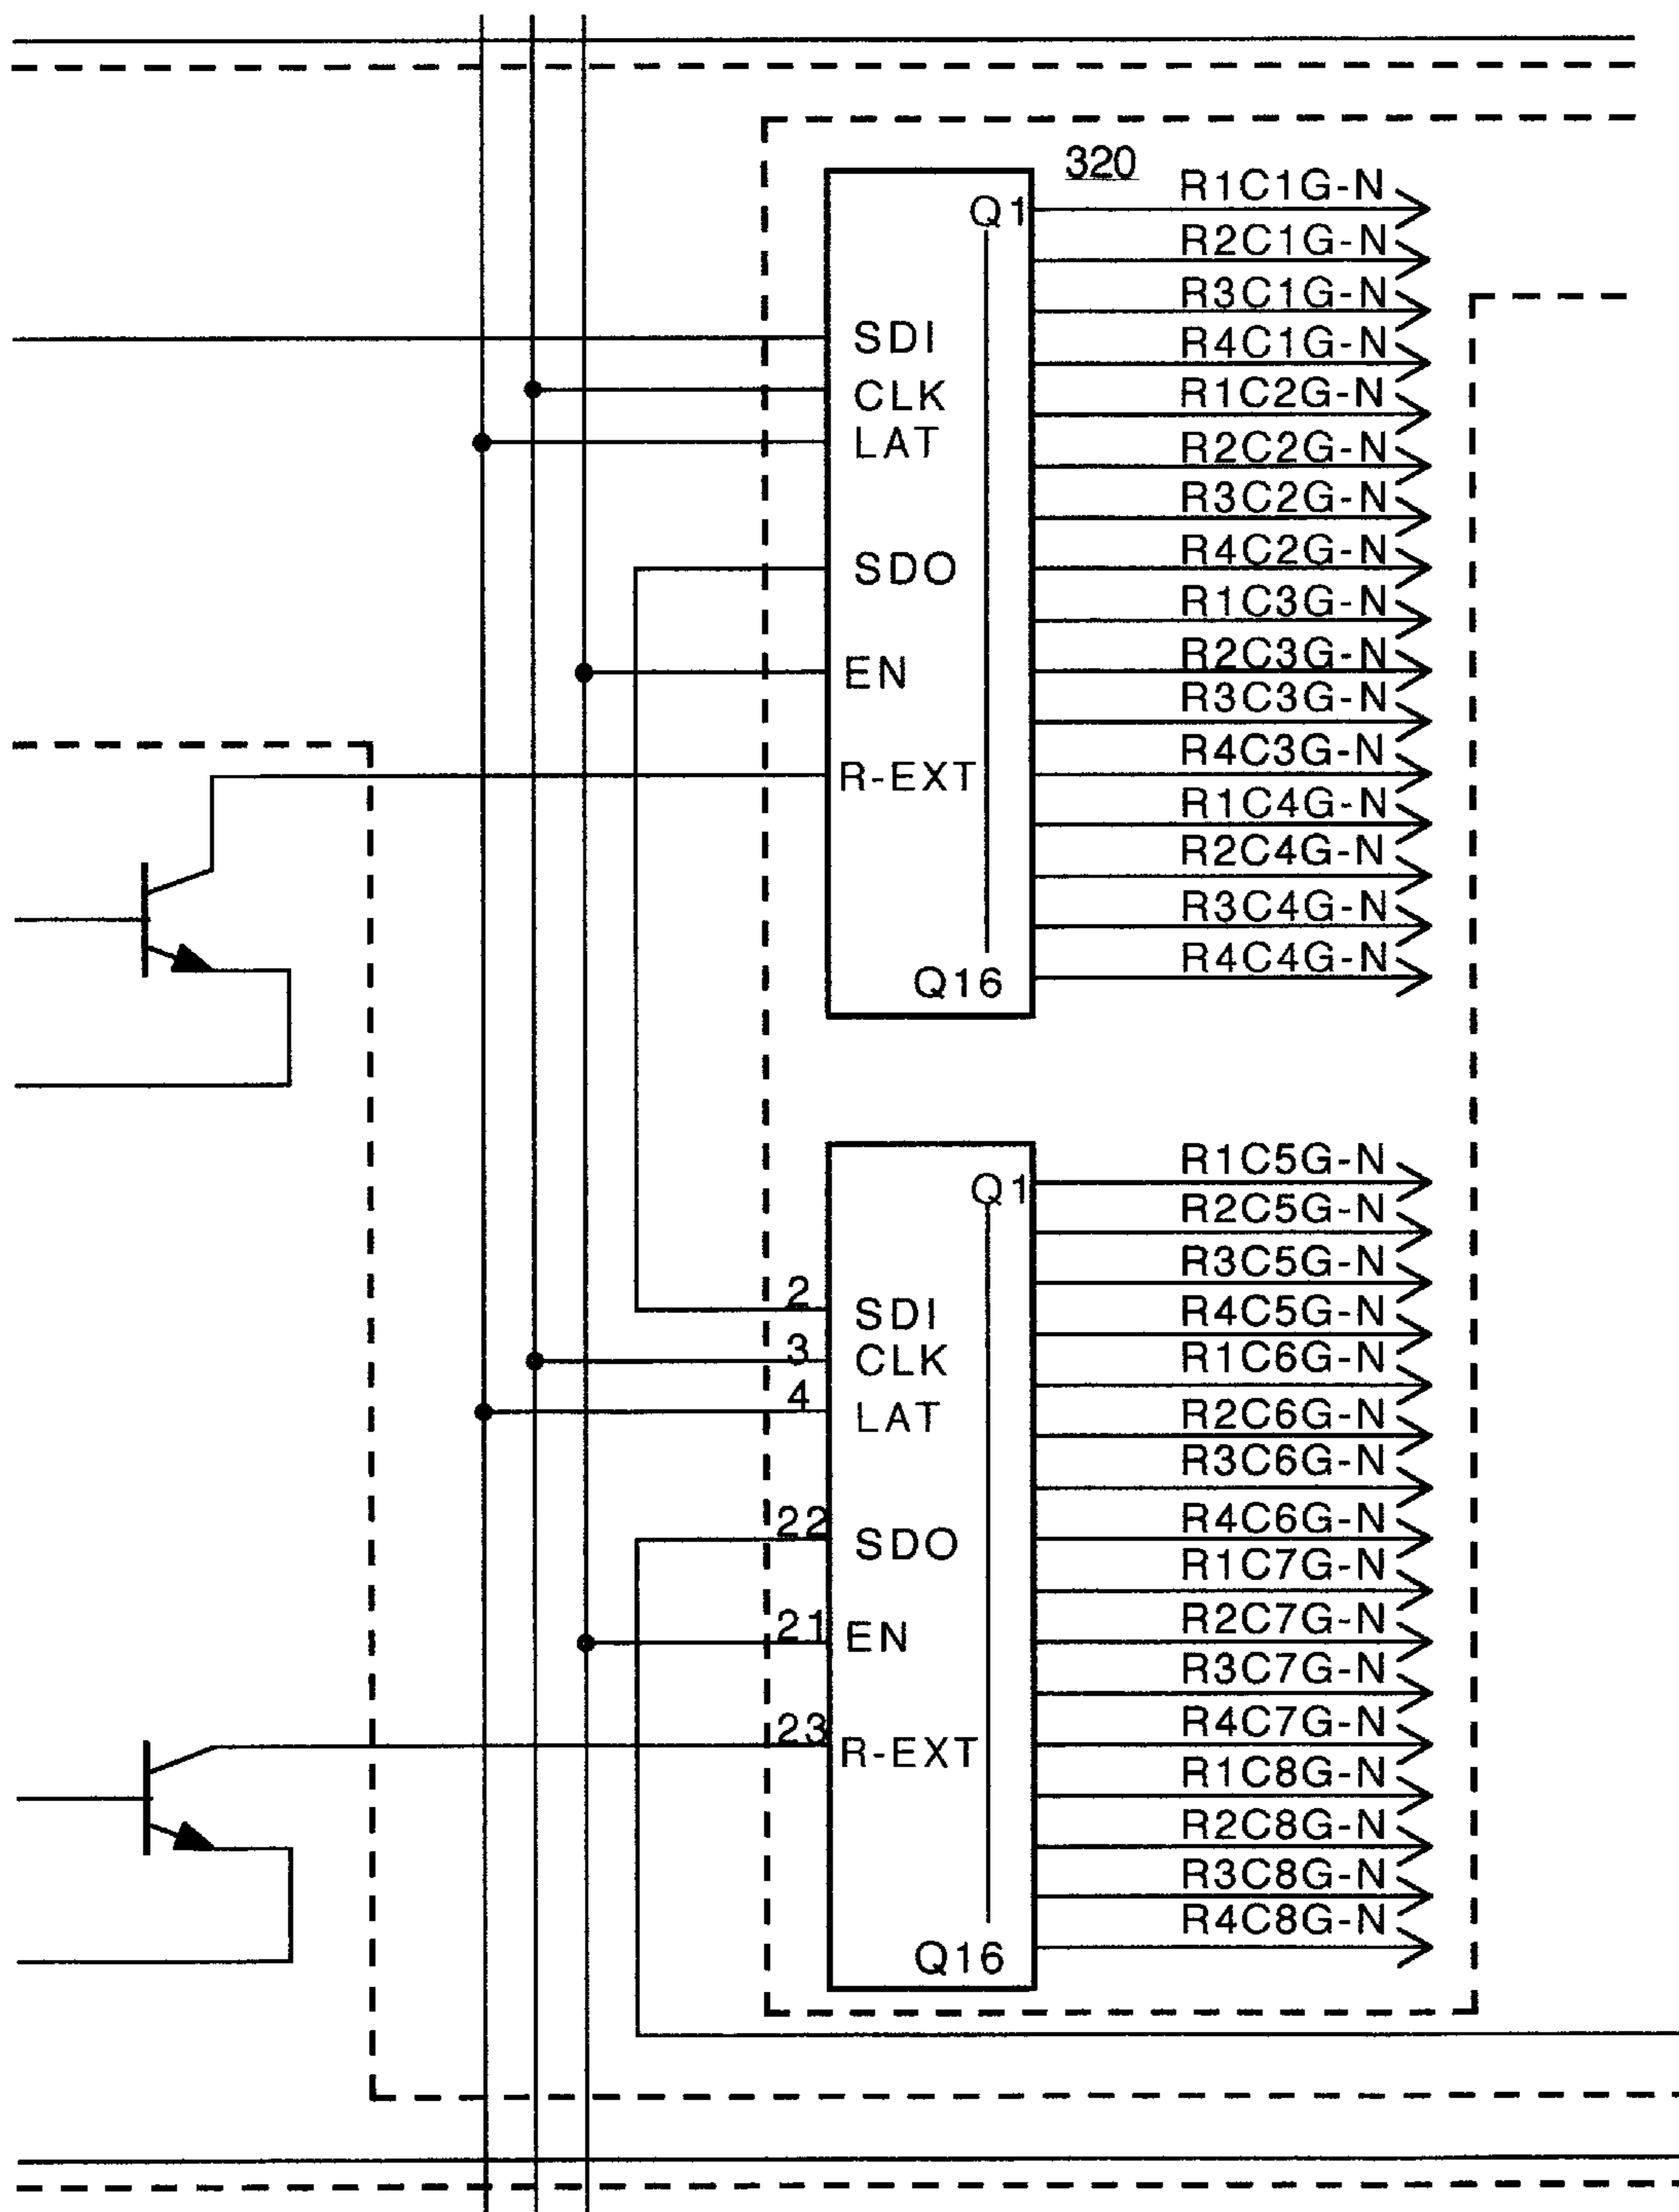 320
Q1
R1C1G-N
R2C1G-N
R3C1G-N
SDI
R4C1G-N
CLK
R1C2G-N
LAT
R2C2G-N
R3C2G-N
SDO
R4C2G-N
R1C3G-N
EN
R2C3G-N
R3C3G-N
R-EXT
R4C3G-N
R1C4G-N
R2C4G-N
R3C4G-N
Q16
R4C4G-N
Q1
R1C5G-N
R2C5G-N
R3C5G-N
2 SDI
R4C5G-N
3 CLK
R1C6G-N
4 LAT
R2C6G-N
R3C6G-N
22 SDO
R4C6G-N
R1C7G-N
21 EN
R2C7G-N
R3C7G-N
23 R-EXT
R4C7G-N
R1C8G-N
R2C8G-N
R3C8G-N
R4C8G-N
Q16